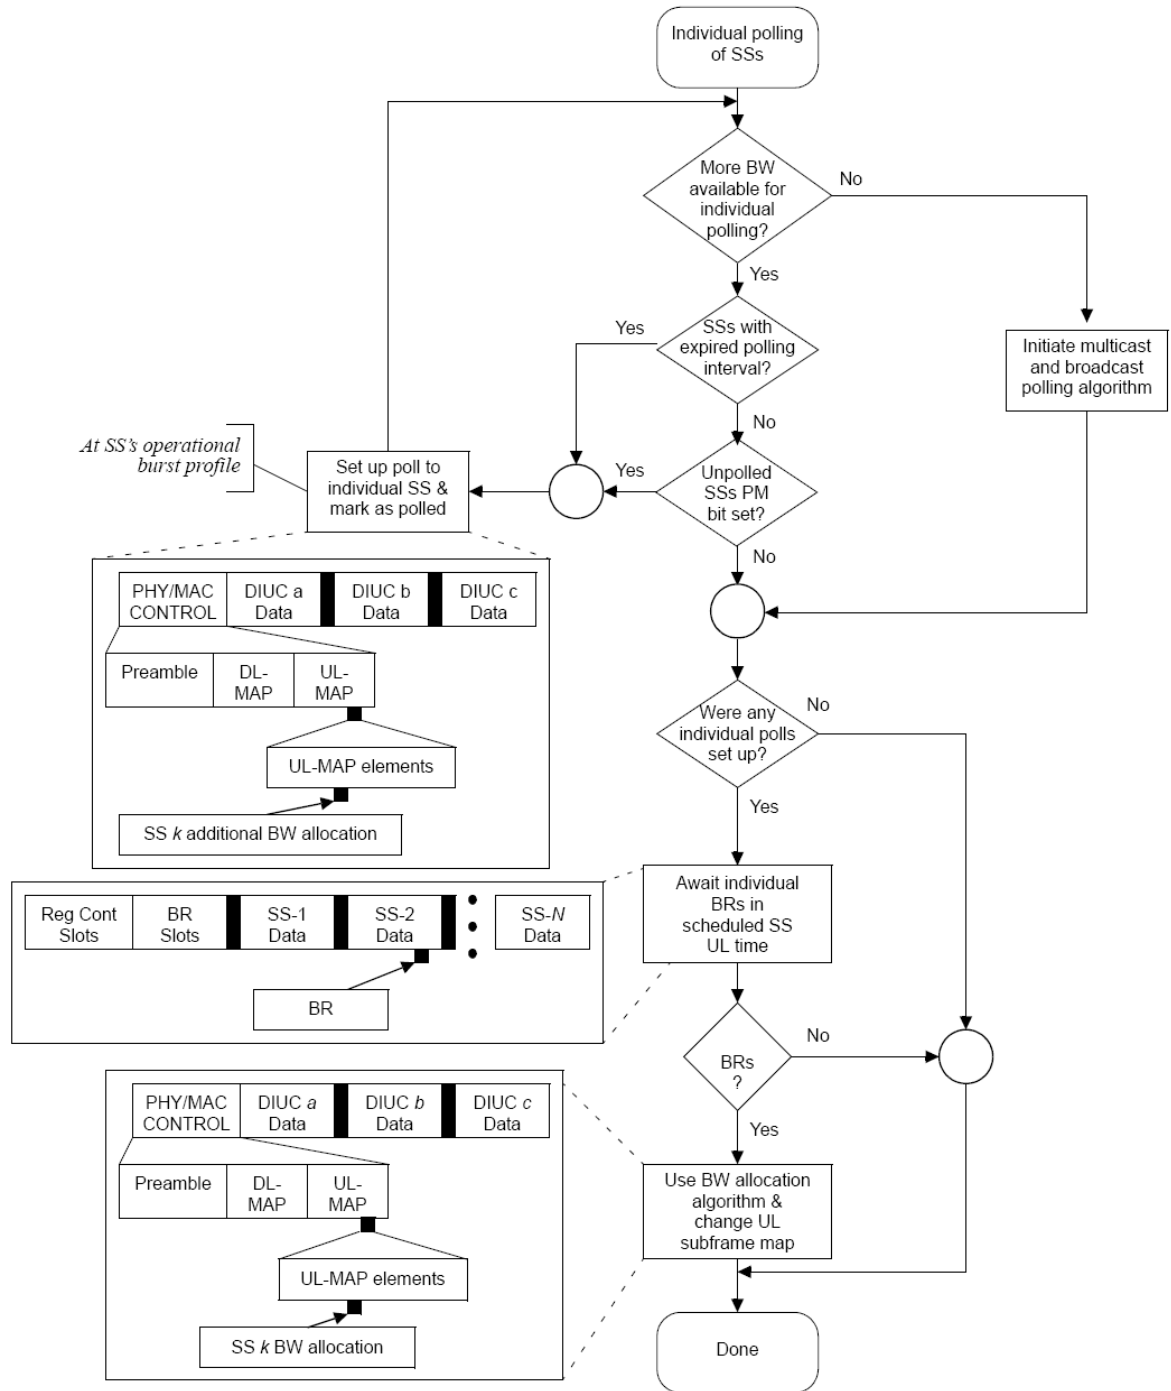 Individual polling
of SSs
More BW
available for
individual
polling?
No
Yes
SSs with
expired polling
interval?
Yes
No
Initiate multicast
and broadcast
polling algorithm
At SS's operational
burst profile
Set up poll to
individual SS &
mark as polled
Yes
Unpolled
SSs PM
bit set?
No
PHY/MAC
CONTROL
DIUC a
Data
DIUC b
Data
DIUC c
Data
Preamble
DL-
MAP
UL-
MAP
UL-MAP elements
SS k additional BW allocation
Were any
individual polls
set up?
No
Yes
Reg Cont
Slots
BR
Slots
SS-1
Data
SS-2
Data
SS-N
Data
BR
Await individual
BRs in
scheduled SS
UL time
BRs
?
No
Yes
PHY/MAC
CONTROL
DIUC a
Data
DIUC b
Data
DIUC c
Data
Preamble
DL-
MAP
UL-
MAP
UL-MAP elements
SS k BW allocation
Use BW allocation
algorithm &
change UL
subframe map
Done